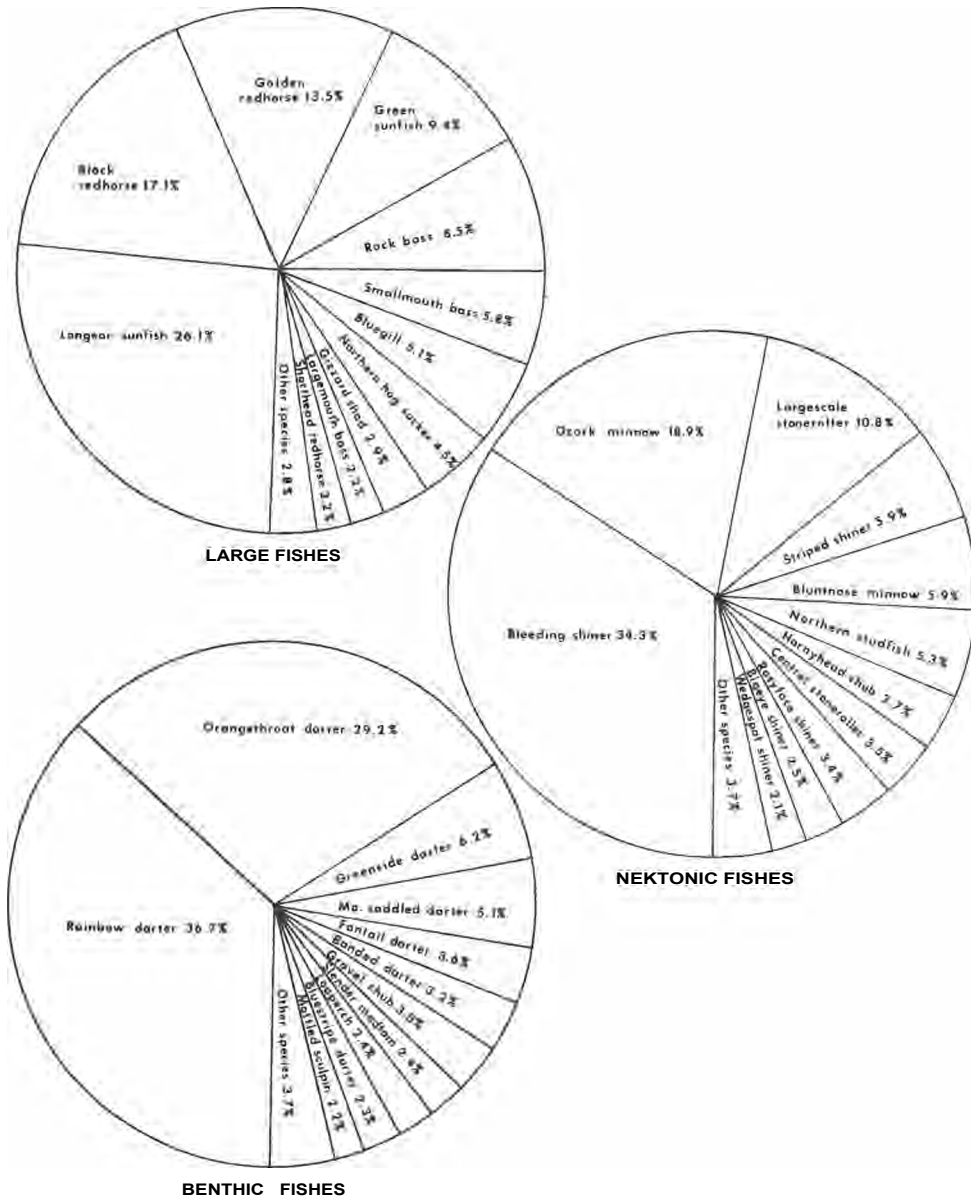 Golden
redhorse 13.5%
Green
sunfish 9.4%
Black
redhorse 17.1%
Rock bass 8.5%
Smallmouth bass 5.8%
Bluegill 5.1%
Northern hog sucker 4.5%
Gizzard shad 2.9%
Largemouth bass 2.2%
Shorthead redhorse 2.2%
Other species 2.8%
Longear sunfish 26.1%
LARGE FISHES
Ozark minnow 18.9%
Largescale
stoneroller 10.8%
Striped shiner 5.9%
Bluntnose minnow 5.9%
Northern studfish 5.3%
Hornyhead chub 3.7%
Central stoneroller 3.5%
Rosyface shiner 3.4%
Bigeye shiner 2.5%
Wedgespot shiner 2.1%
Other species 3.7%
Bleeding shiner 34.3%
NEKTONIC FISHES
Orangethroat darter 29.2%
Greenside darter 6.2%
Mo. saddled darter 5.1%
Fantail darter 3.6%
Banded darter 3.2%
Gravel chub 3.0%
Slender madtom 2.4%
Logperch 2.4%
Bluestripe darter 2.3%
Mottled sculpin 2.2%
Other species 3.7%
Rainbow darter 36.7%
BENTHIC FISHES